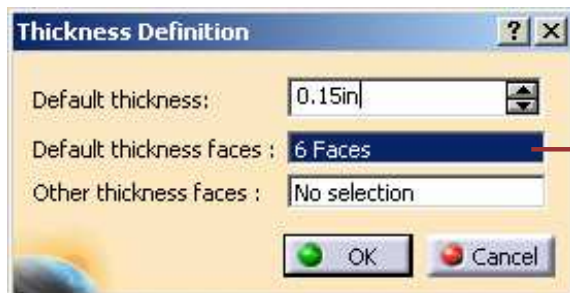 Thickness Definition ? X
Default thickness: 0.15in
Default thickness faces : 6 Faces
Other thickness faces : No selection
OK Cancel